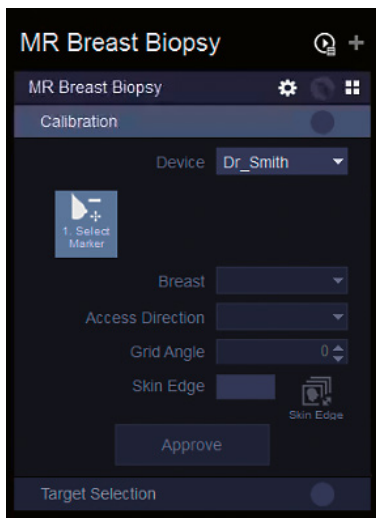 MR Breast Biopsy
MR Breast Biopsy
Calibration
Device Dr_Smith
1. Select
Marker
Breast
Access Direction
Grid Angle 0
Skin Edge
Skin Edge
Approve
Target Selection